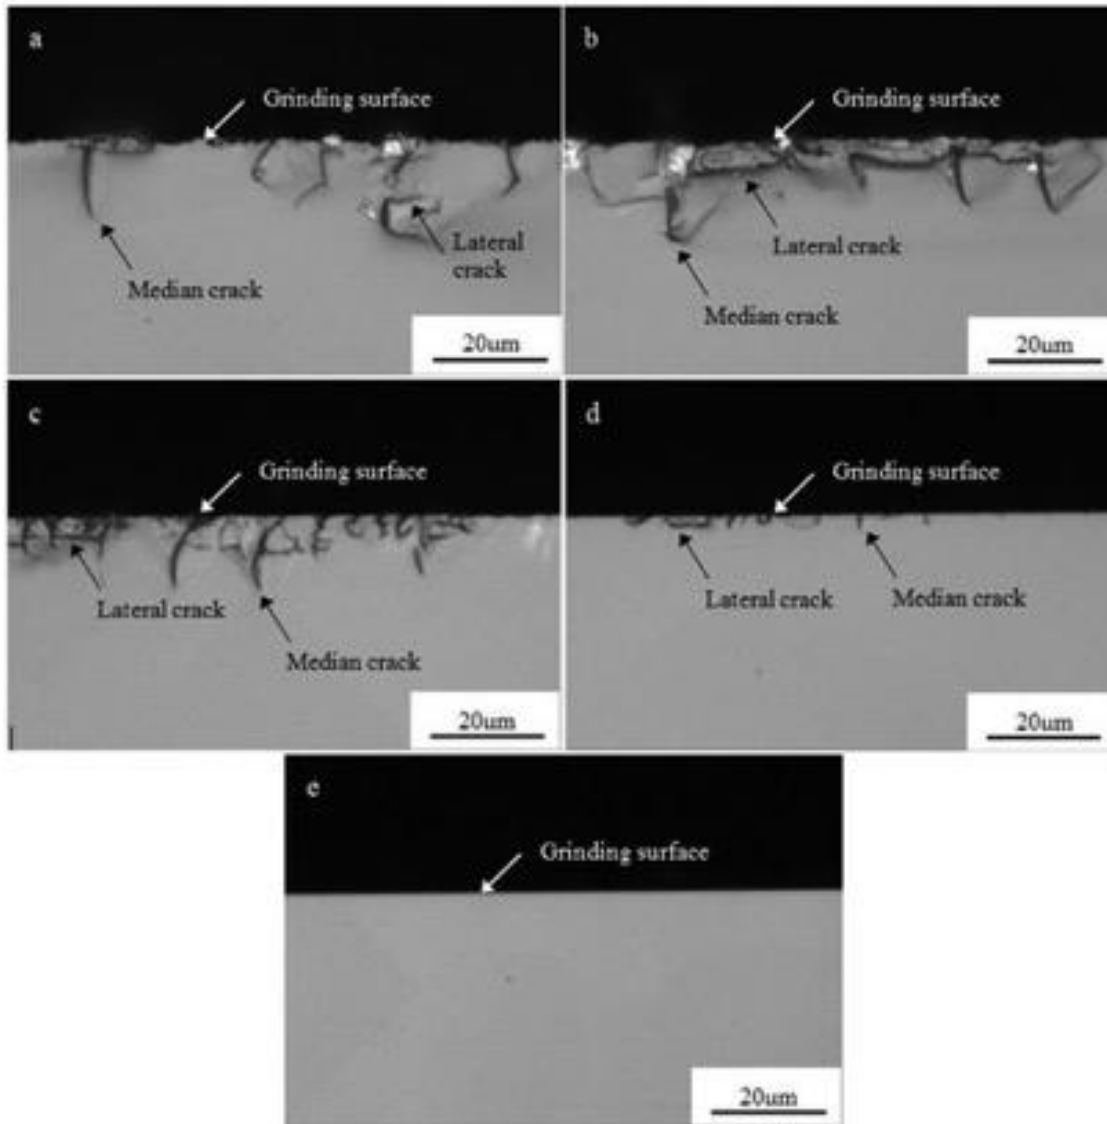 a
Grinding surface
Lateral
crack
Median crack
20um
b
Grinding surface
Lateral crack
Median crack
20um
c
Grinding surface
Lateral crack
Median crack
20um
d
Grinding surface
Lateral crack
Median crack
20um
e
Grinding surface
20um